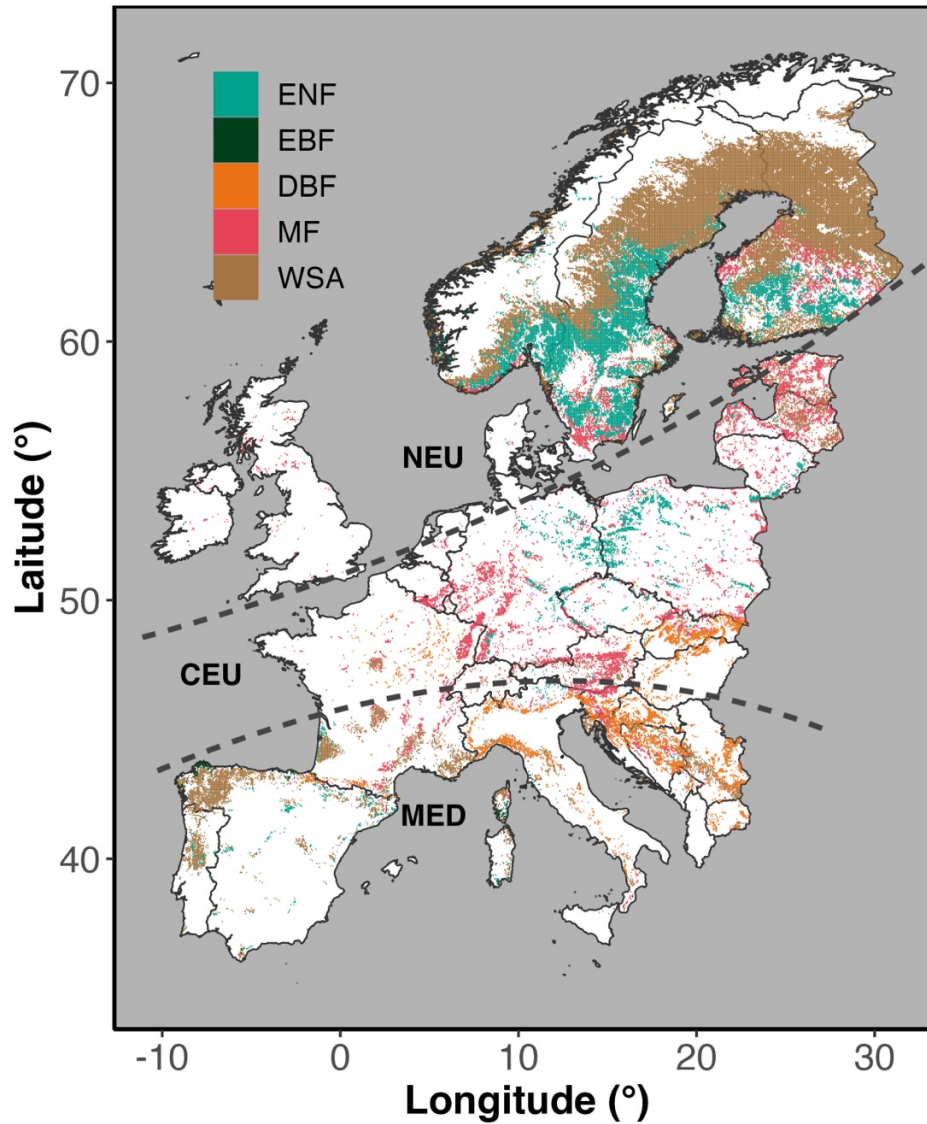 70
60
50
40
Laitude (°)
ENF
EBF
DBF
MF
WSA
NEU
CEU
MED
-10
0
10
20
30
Longitude (°)